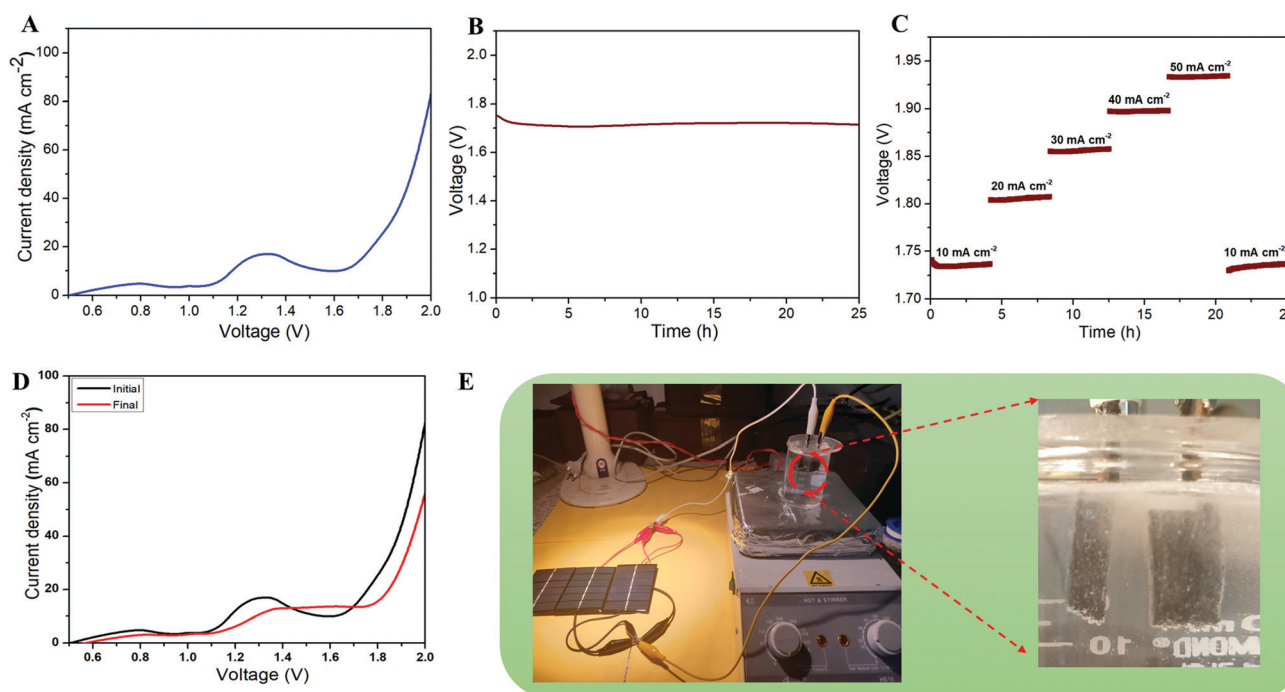 A
Current density (mA cm⁻²)
100
80
60
40
20
0
0.6 0.8 1.0 1.2 1.4 1.6 1.8 2.0
Voltage (V)
B
Voltage (V)
2.0
1.8
1.6
1.4
1.2
1.0
0 5 10 15 20 25
Time (h)
C
Voltage (V)
1.95
1.90
1.85
1.80
1.75
1.70
10 mA cm⁻²
20 mA cm⁻²
30 mA cm⁻²
40 mA cm⁻²
50 mA cm⁻²
10 mA cm⁻²
0 5 10 15 20
Time (h)
D
Initial
Final
Current density (mA cm⁻²)
100
80
60
40
20
0
0.6 0.8 1.0 1.2 1.4 1.6 1.8 2.0
Voltage (V)
E
HOT & STIRRER
10